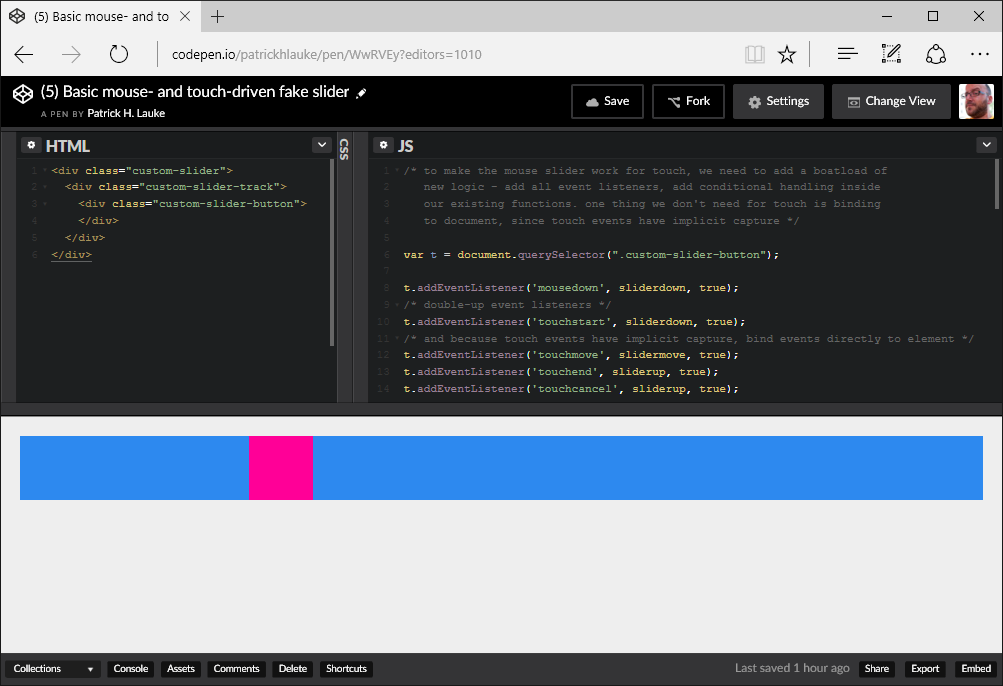 (5) Basic mouse- and to
codepen.io/patrickhlauke/pen/WwRVEy?editors=1010
(5) Basic mouse- and touch-driven fake slider
A PEN BY Patrick H. Lauke
Save
Fork
Settings
Change View
HTML
1 <div class="custom-slider">
2 <div class="custom-slider-track">
3 <div class="custom-slider-button">
4 </div>
5 </div>
6 </div>
CSS
JS
1 /* to make the mouse slider work for touch, we need to add a boatload of
2 new logic - add all event listeners, add conditional handling inside
3 our existing functions. one thing we don't need for touch is binding
4 to document, since touch events have implicit capture */
5
6 var t = document.querySelector(".custom-slider-button");
7
8 t.addEventListener('mousedown', sliderdown, true);
9 /* double-up event listeners */
10 t.addEventListener('touchstart', sliderdown, true);
11 /* and because touch events have implicit capture, bind events directly to element */
12 t.addEventListener('touchmove', slidermove, true);
13 t.addEventListener('touchend', sliderup, true);
14 t.addEventListener('touchcancel', sliderup, true);
Collections
Console
Assets
Comments
Delete
Shortcuts
Last saved 1 hour ago
Share
Export
Embed